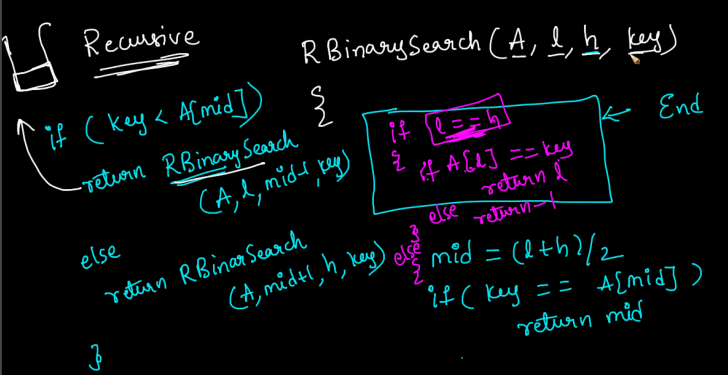 Recursive
RBinarySearch(A, l, h, key)
{
if l == h
{ if A[l] == key
return l
else return -1
}
End
else
{
mid = (l+h)/2
if( key == A[mid])
return mid
if ( key < A[mid])
return RBinarySearch
(A, l, mid-1, key)
else
return RBinarSearch
(A, mid+1, h, key)
}